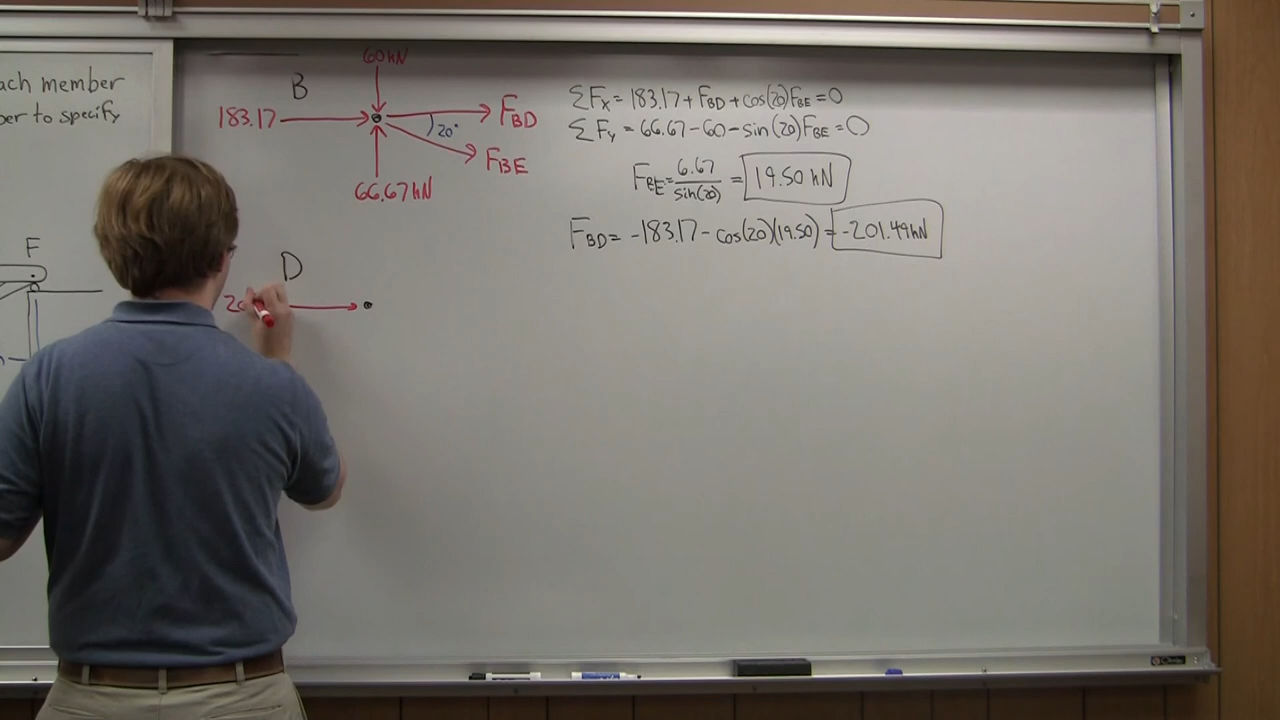 ach member
ber to specify
F
B
60 kN
183.17
F_BD
20°
F_BE
66.67 kN
ΣFx = 183.17 + F_BD + cos(20)F_BE = 0
ΣFy = 66.67 - 60 - sin(20)F_BE = 0
F_BE = 6.67 / sin(20) = 19.50 kN
F_BD = -183.17 - cos(20)(19.50) = -201.49 kN
D
20